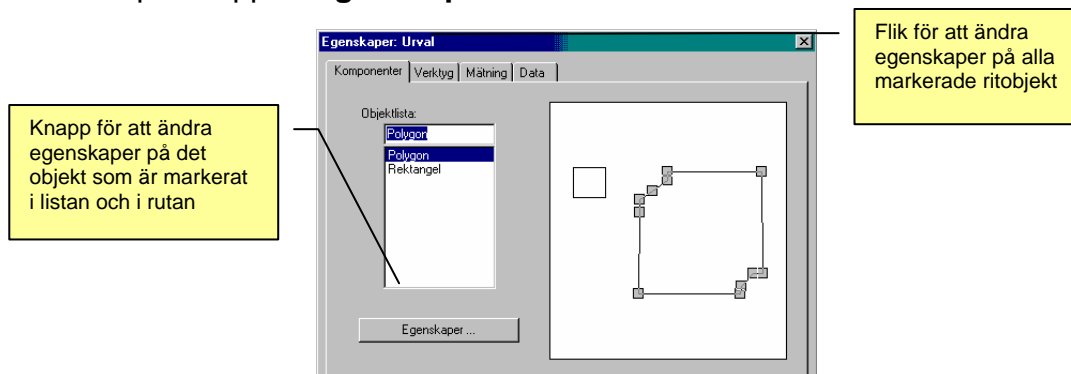 Egenskaper: Urval
Flik för att ändra
egenskaper på alla
markerade ritobjekt
Komponenter Verktyg Mätning Data
Knapp för att ändra
egenskaper på det
objekt som är markerat
i listan och i rutan
Objektlista:
Polygon
Polygon
Rektangel
Egenskaper ...